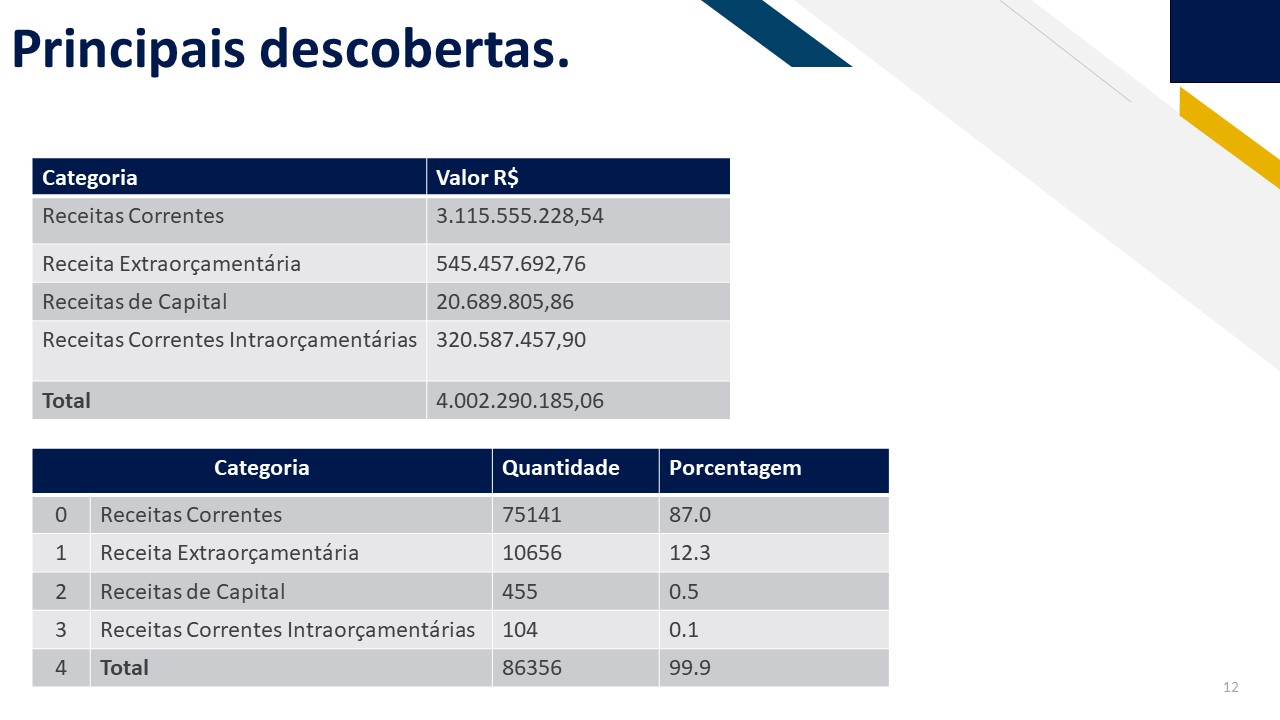 Principais descobertas.
Categoria Valor R$
Receitas Correntes 3.115.555.228,54
Receita Extraorçamentária 545.457.692,76
Receitas de Capital 20.689.805,86
Receitas Correntes Intraorçamentárias 320.587.457,90
Total 4.002.290.185,06
Categoria Quantidade Porcentagem
0 Receitas Correntes 75141 87.0
1 Receita Extraorçamentária 10656 12.3
2 Receitas de Capital 455 0.5
3 Receitas Correntes Intraorçamentárias 104 0.1
4 Total 86356 99.9
12